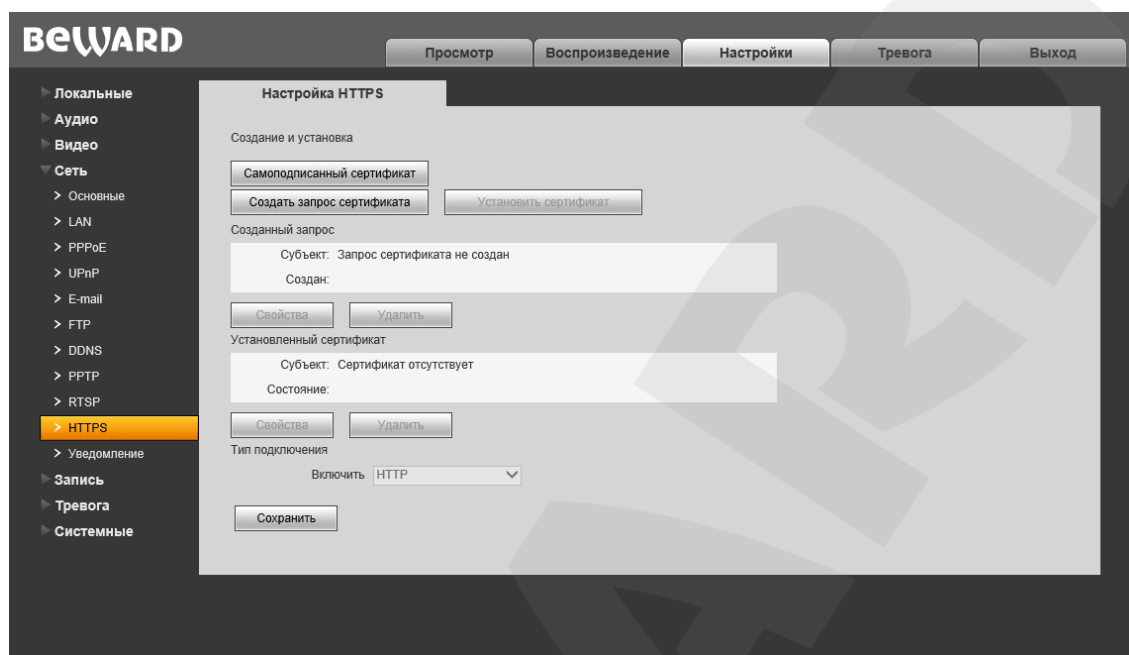 BEWARD
Просмотр Воспроизведение Настройки Тревога Выход
Локальные
Аудио
Видео
Сеть
Основные
LAN
PPPoE
UPnP
E-mail
FTP
DDNS
PPTP
RTSP
HTTPS
Уведомление
Запись
Тревога
Системные
Настройка HTTPS
Создание и установка
Самоподписанный сертификат
Создать запрос сертификата Установить сертификат
Созданный запрос
Субъект: Запрос сертификата не создан
Создан:
Свойства Удалить
Установленный сертификат
Субъект: Сертификат отсутствует
Состояние:
Свойства Удалить
Тип подключения
Включить HTTP
Сохранить